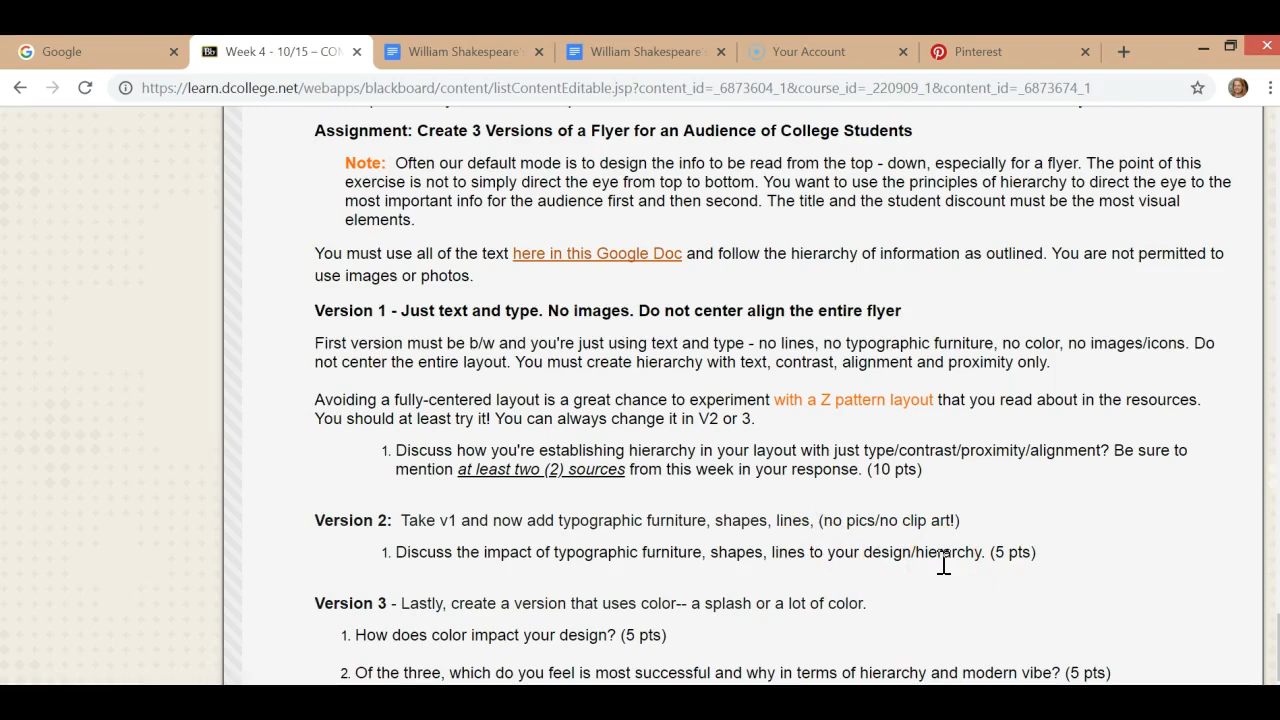 Google
Week 4 - 10/15 – CON
William Shakespeare's
William Shakespeare's
Your Account
Pinterest
https://learn.dcollege.net/webapps/blackboard/content/listContentEditable.jsp?content_id=_6873604_1&course_id=_220909_1&content_id=_6873674_1
Assignment: Create 3 Versions of a Flyer for an Audience of College Students
Note: Often our default mode is to design the info to be read from the top - down, especially for a flyer. The point of this
exercise is not to simply direct the eye from top to bottom. You want to use the principles of hierarchy to direct the eye to the
most important info for the audience first and then second. The title and the student discount must be the most visual
elements.
You must use all of the text here in this Google Doc and follow the hierarchy of information as outlined. You are not permitted to
use images or photos.
Version 1 - Just text and type. No images. Do not center align the entire flyer
First version must be b/w and you're just using text and type - no lines, no typographic furniture, no color, no images/icons. Do
not center the entire layout. You must create hierarchy with text, contrast, alignment and proximity only.
Avoiding a fully-centered layout is a great chance to experiment with a Z pattern layout that you read about in the resources.
You should at least try it! You can always change it in V2 or 3.
1. Discuss how you're establishing hierarchy in your layout with just type/contrast/proximity/alignment? Be sure to
mention at least two (2) sources from this week in your response. (10 pts)
Version 2: Take v1 and now add typographic furniture, shapes, lines, (no pics/no clip art!)
1. Discuss the impact of typographic furniture, shapes, lines to your design/hierarchy. (5 pts)
Version 3 - Lastly, create a version that uses color-- a splash or a lot of color.
1. How does color impact your design? (5 pts)
2. Of the three, which do you feel is most successful and why in terms of hierarchy and modern vibe? (5 pts)